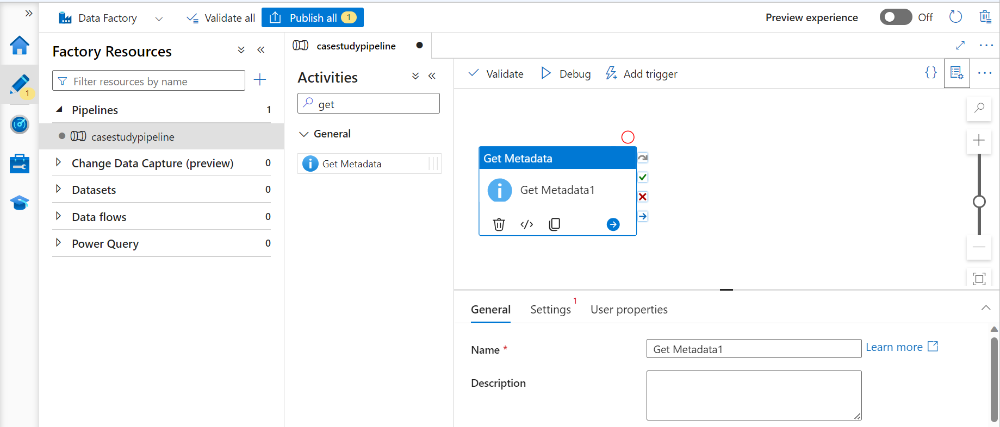 Data Factory
Validate all
Publish all 1
Preview experience
Off
1
Factory Resources
Filter resources by name
Pipelines 1
casestudypipeline
Change Data Capture (preview) 0
Datasets 0
Data flows 0
Power Query 0
casestudypipeline
Activities
get
General
Get Metadata
Validate
Debug
Add trigger
{}
Get Metadata
Get Metadata1
General
Settings 1
User properties
Name *
Get Metadata1
Learn more
Description